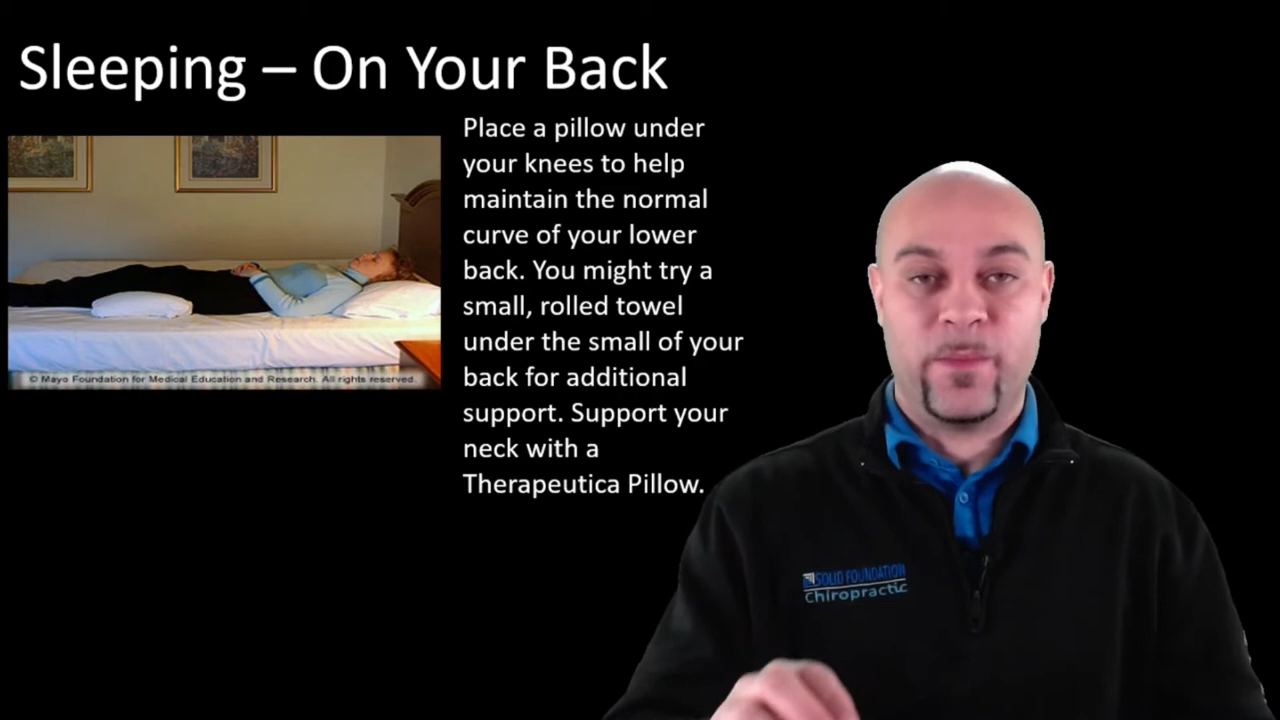 Sleeping – On Your Back
Place a pillow under
your knees to help
maintain the normal
curve of your lower
back. You might try a
small, rolled towel
under the small of your
back for additional
support. Support your
neck with a
Therapeutica Pillow.
© Mayo Foundation for Medical Education and Research. All rights reserved.
SOLID FOUNDATION
Chiropractic